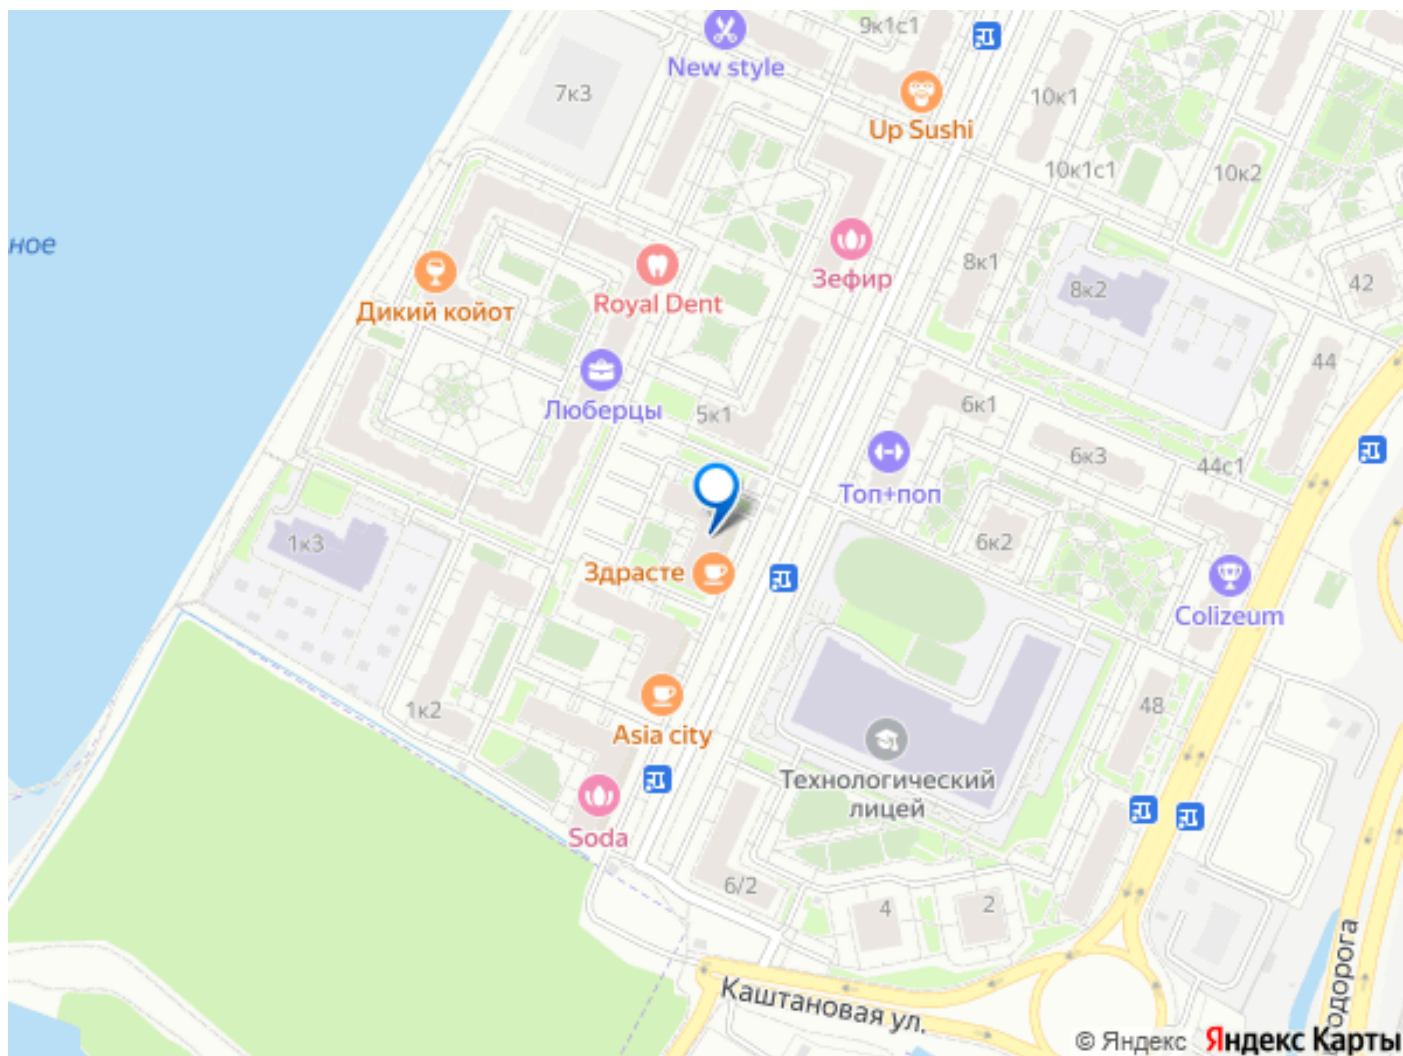 9к1с1
New style
7к3
Up Sushi
10к1
10к1с1
10к2
ное
8к1
Зефир
42
8к2
Royal Dent
Дикий койот
44
Люберцы
5к1
6к1
6к3
44с1
Топ+поп
1к3
6к2
Здрасте
Colizeum
1к2
48
Asia city
Технологический
лицей
Soda
6/2
4
2
Каштановая ул.
одорога
© Яндекс Яндекс Карты